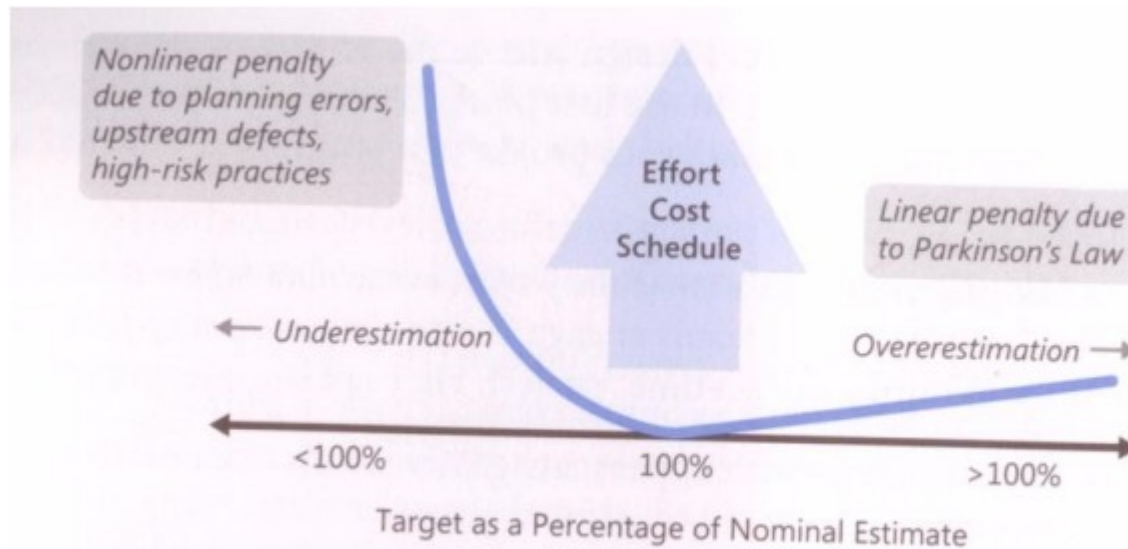 Nonlinear penalty
due to planning errors,
upstream defects,
high-risk practices
Effort
Cost
Schedule
Linear penalty due
to Parkinson's Law
← Underestimation
Overerestimation →
<100%
100%
>100%
Target as a Percentage of Nominal Estimate